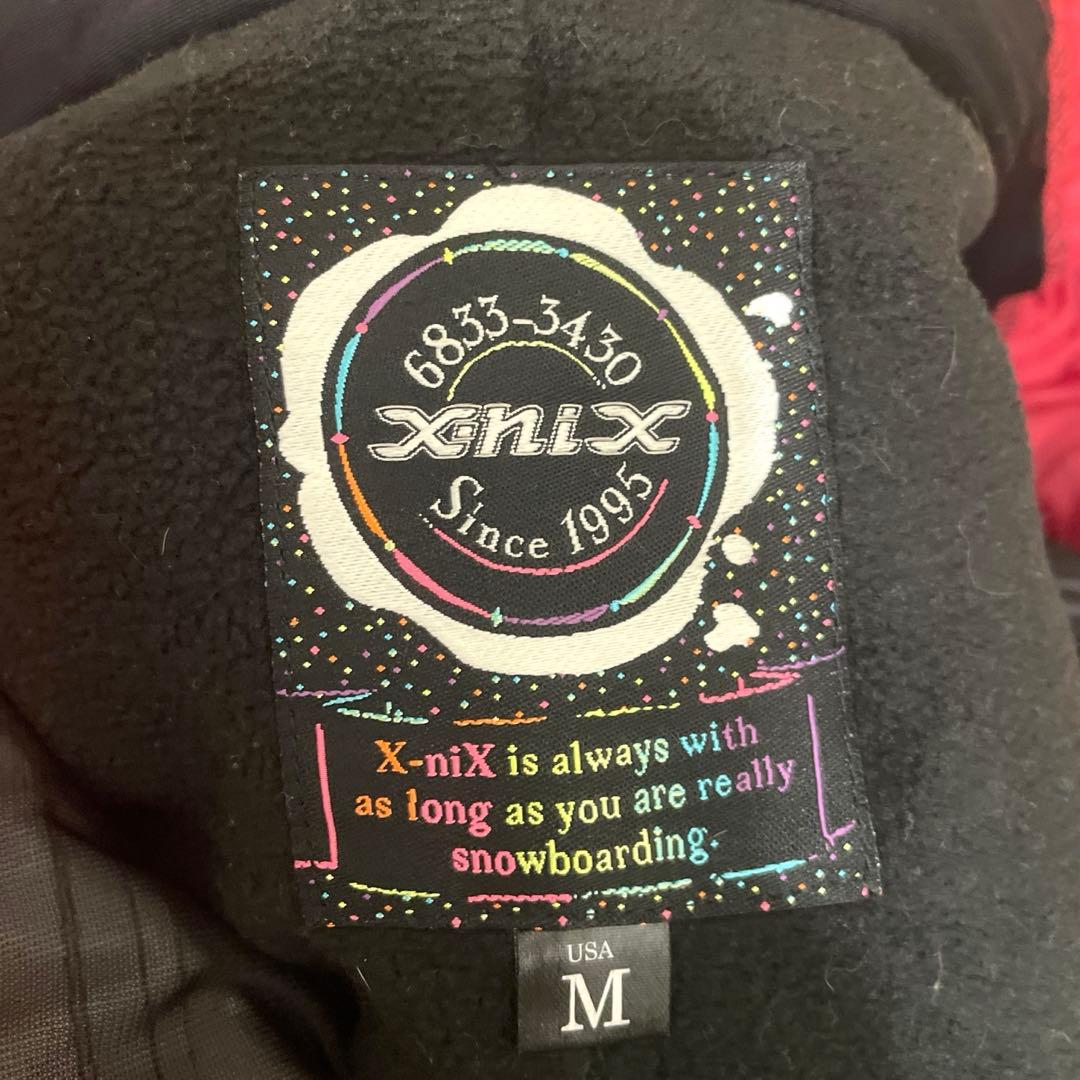 6833-3430
x-nix
Since 1995
X-niX is always with
as long as you are really
snowboarding.
USA
M